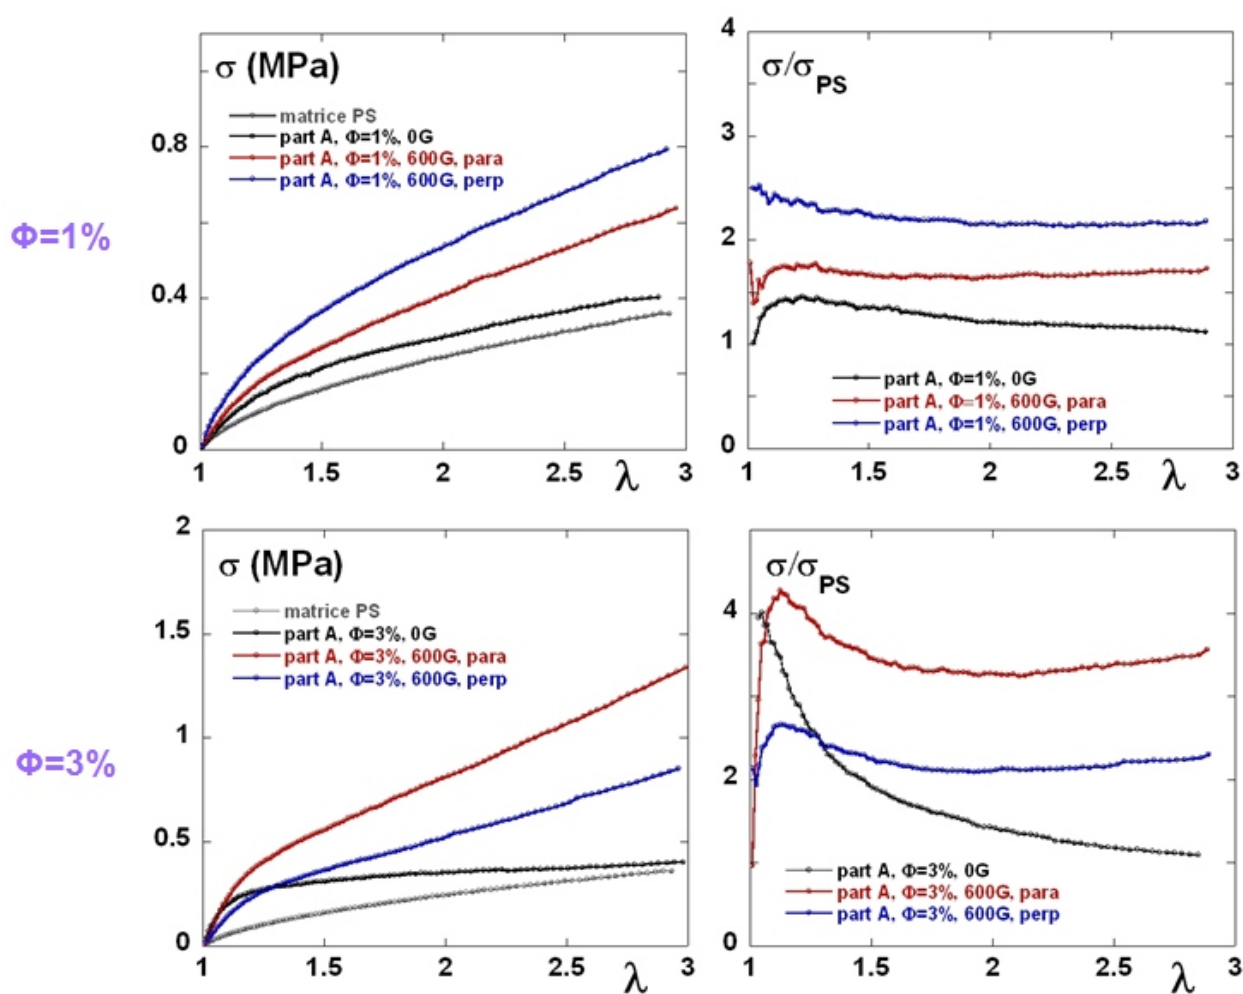 σ (MPa)
matrice PS
part A, Φ=1%, 0G
part A, Φ=1%, 600G, para
part A, Φ=1%, 600G, perp
0.8
0.4
0
1
1.5
2
2.5
λ
3
Φ=1%
σ/σPS
4
3
2
1
0
part A, Φ=1%, 0G
part A, Φ=1%, 600G, para
part A, Φ=1%, 600G, perp
1
1.5
2
2.5
λ
3
σ (MPa)
matrice PS
part A, Φ=3%, 0G
part A, Φ=3%, 600G, para
part A, Φ=3%, 600G, perp
2
1.5
1
0.5
0
1
1.5
2
2.5
λ
3
Φ=3%
σ/σPS
4
2
0
part A, Φ=3%, 0G
part A, Φ=3%, 600G, para
part A, Φ=3%, 600G, perp
1
1.5
2
2.5
λ
3